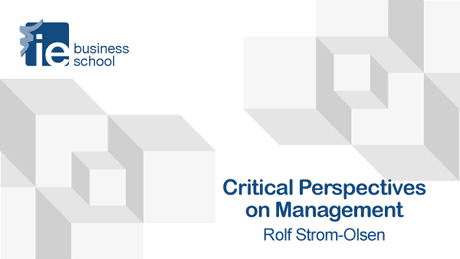 ie business
school
Critical Perspectives
on Management
Rolf Strom-Olsen